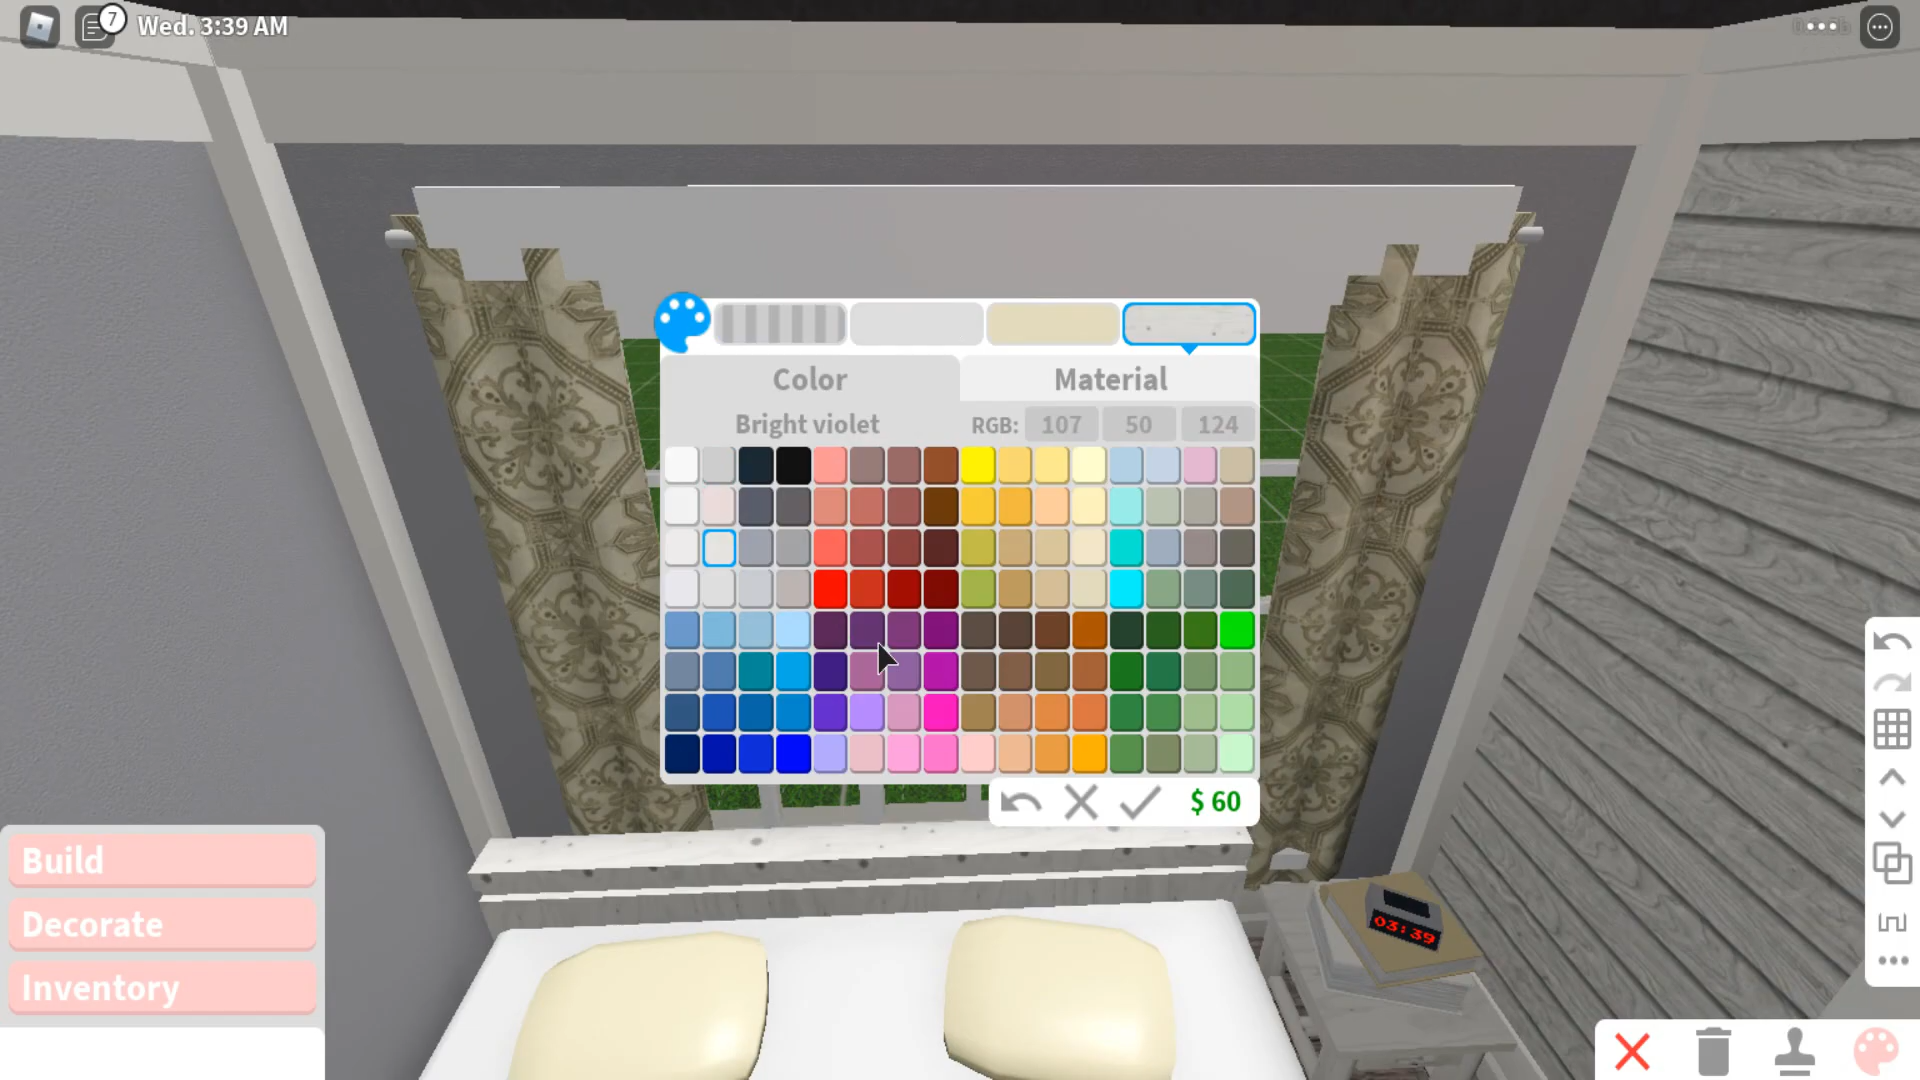 7
Wed. 3:39 AM
Color
Material
Bright violet
RGB: 107 50 124
$ 60
Build
Decorate
Inventory
03:39